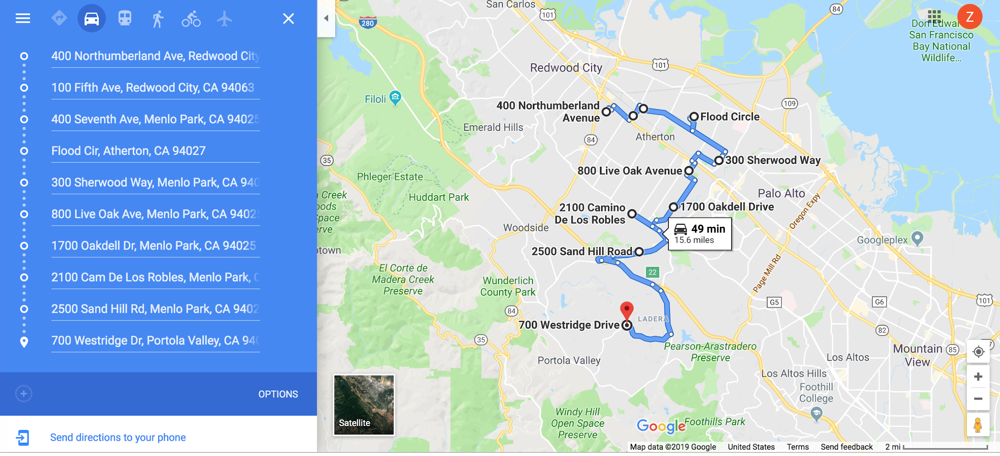 400 Northumberland Ave, Redwood City
100 Fifth Ave, Redwood City, CA 94063
400 Seventh Ave, Menlo Park, CA 94025
Flood Cir, Atherton, CA 94027
300 Sherwood Way, Menlo Park, CA 940
800 Live Oak Ave, Menlo Park, CA 9402
1700 Oakdell Dr, Menlo Park, CA 94025
2100 Cam De Los Robles, Menlo Park, C
2500 Sand Hill Rd, Menlo Park, CA 9402
700 Westridge Dr, Portola Valley, CA 940
OPTIONS
Send directions to your phone
San Carlos
101
280
84
Z
Don Edwar
San Francisco
Bay National
Wildlife...
Redwood City
101
Filoli
109
400 Northumberland
Avenue
Flood Circle
Emerald Hills
Atherton
84
35
300 Sherwood Way
800 Live Oak Avenue
Phleger Estate
Palo Alto
Huddart Park
Creek
oods
pace
erve
Oregon Expy
1700 Oakdell Drive
2100 Camino
De Los Robles
Woodside
49 min
15.6 miles
Googleplex
otown
2500 Sand Hill Road
El Corte de
Madera Creek
Preserve
22
Page Mill Rd
Wunderlich
County Park
G5
G6
101
84
LADERA
700 Westridge Drive
82
35
Pearson-Arastradero
Preserve
Mountain
View
85
7
Los Altos
Portola Valley
Los Altos Hills
Foothill
College
Satellite
Windy Hill
Open Space
Preserve
Google
Foothills Park
Map data ©2019 Google
United States
Terms
Send feedback
2 mi